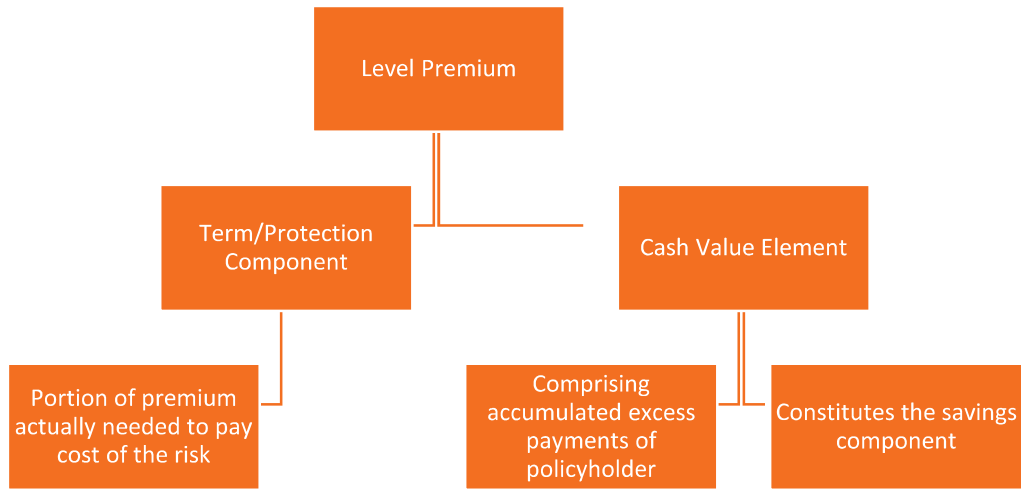 Level Premium
Term/Protection
Component
Cash Value Element
Portion of premium
actually needed to pay
cost of the risk
Comprising
accumulated excess
payments of
policyholder
Constitutes the savings
component